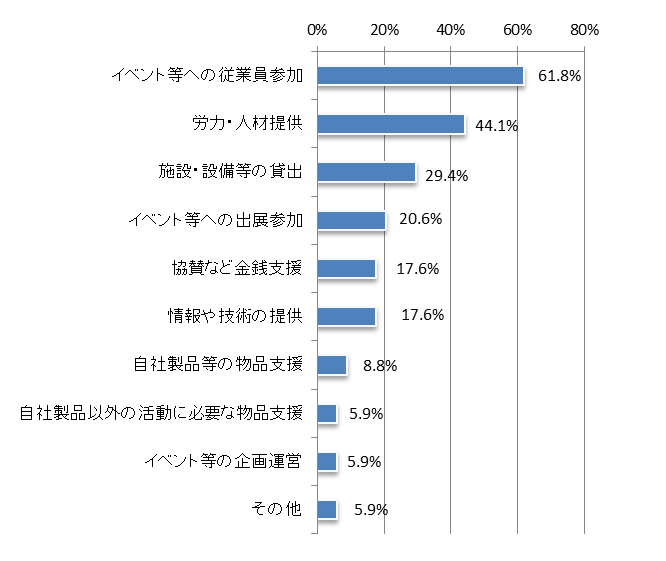 0% 20% 40% 60% 80%
イベント等への従業員参加 61.8%
労力・人材提供 44.1%
施設・設備等の貸出 29.4%
イベント等への出展参加 20.6%
協賛など金銭支援 17.6%
情報や技術の提供 17.6%
自社製品等の物品支援 8.8%
自社製品以外の活動に必要な物品支援 5.9%
イベント等の企画運営 5.9%
その他 5.9%